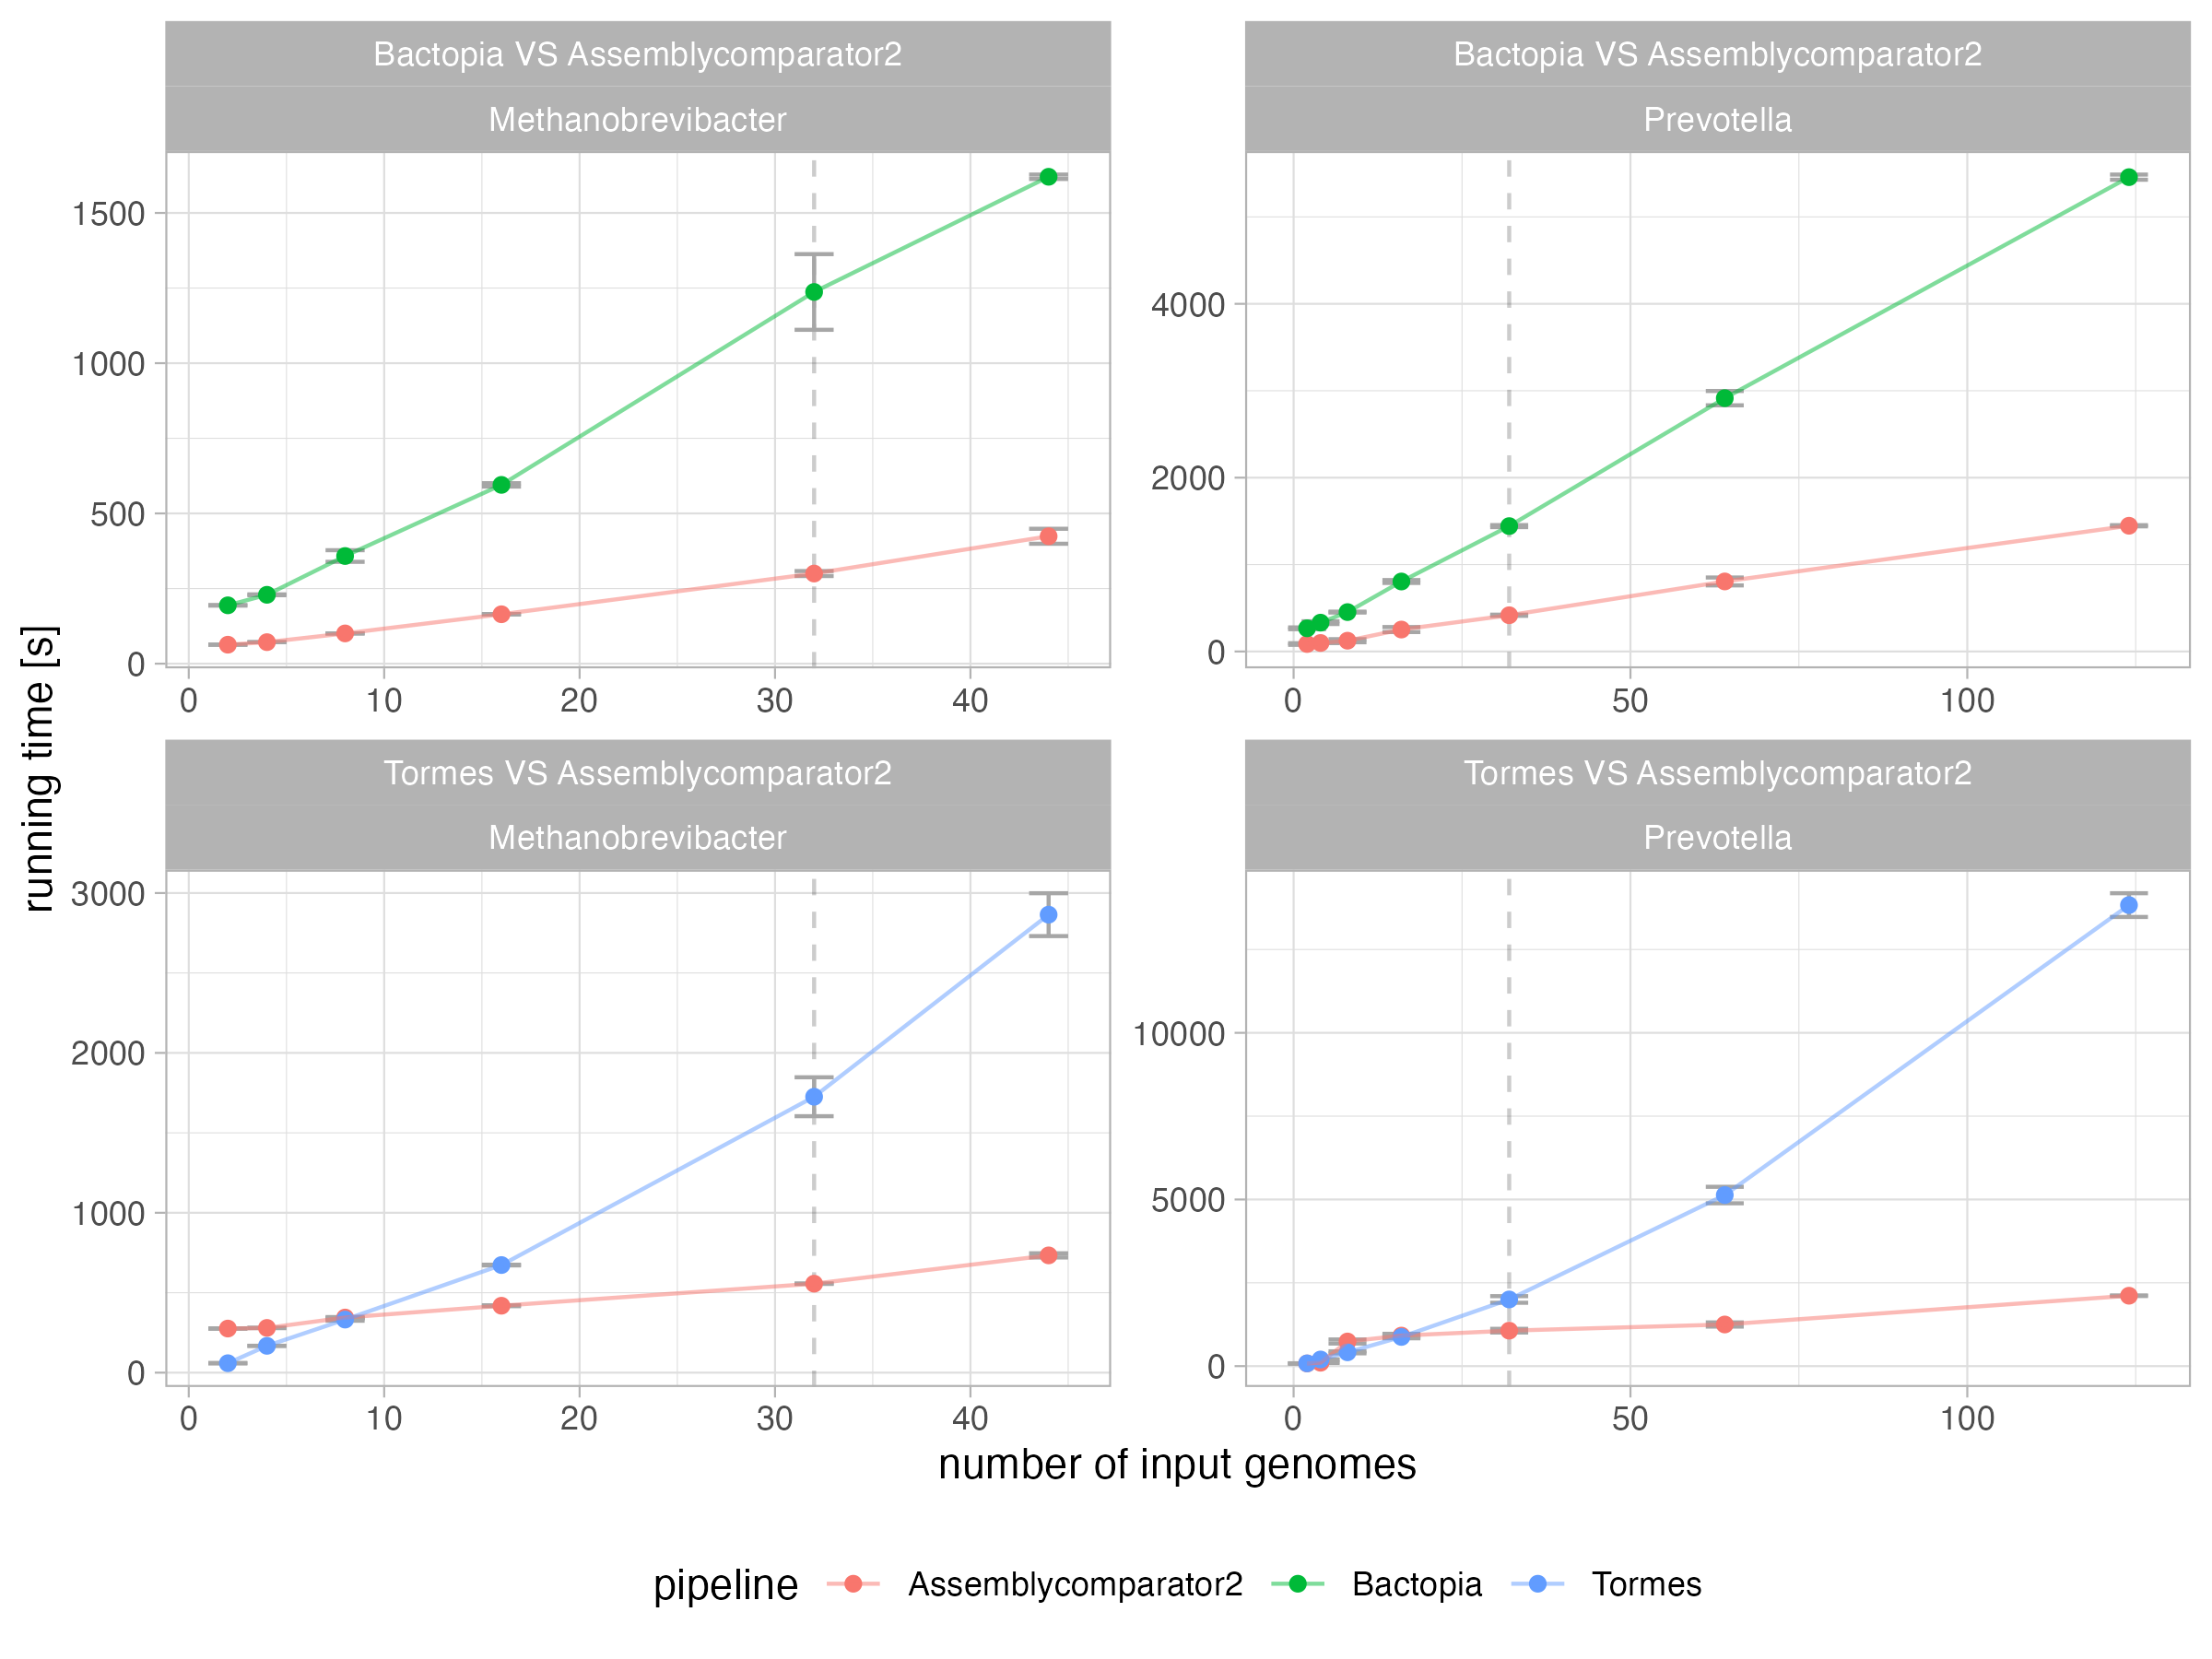 Bactopia VS Assemblycomparator2
Methanobrevibacter
1500
1000
500
0
0 10 20 30 40
Bactopia VS Assemblycomparator2
Prevotella
4000
2000
0
0 50 100
running time [s]
Tormes VS Assemblycomparator2
Methanobrevibacter
3000
2000
1000
0
0 10 20 30 40
Tormes VS Assemblycomparator2
Prevotella
10000
5000
0
0 50 100
number of input genomes
pipeline Assemblycomparator2 Bactopia Tormes